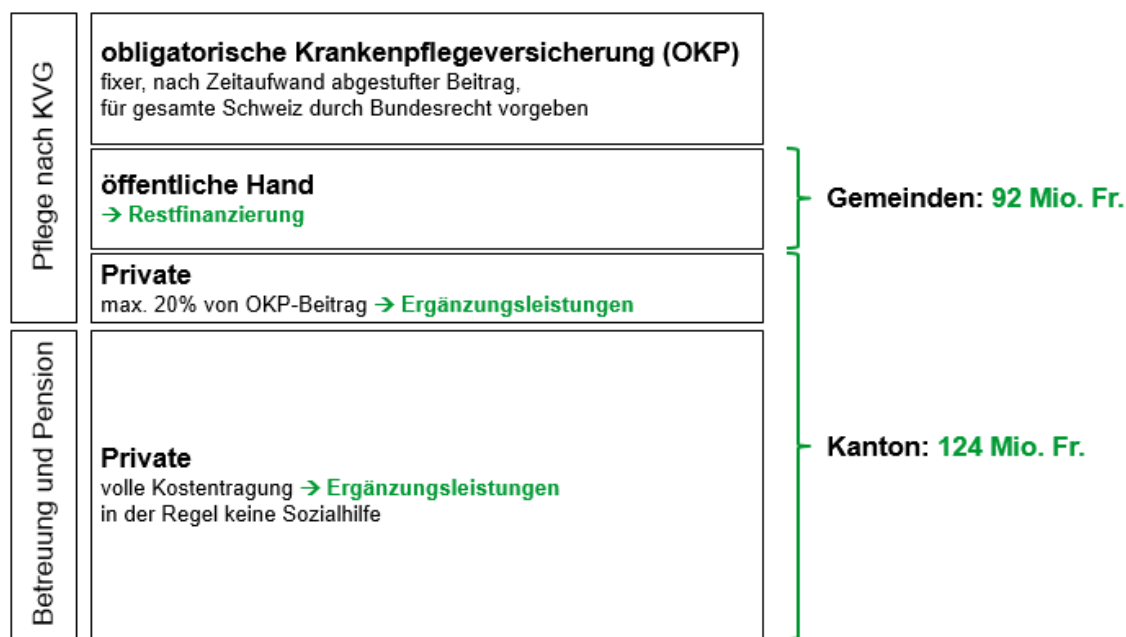 Pflege nach KVG
obligatorische Krankenpflegeversicherung (OKP)
fixer, nach Zeitaufwand abgestufter Beitrag,
für gesamte Schweiz durch Bundesrecht vorgeben
öffentliche Hand
→ Restfinanzierung
Gemeinden: 92 Mio. Fr.
Private
max. 20% von OKP-Beitrag → Ergänzungsleistungen
Betreuung und Pension
Private
volle Kostentragung → Ergänzungsleistungen
in der Regel keine Sozialhilfe
Kanton: 124 Mio. Fr.